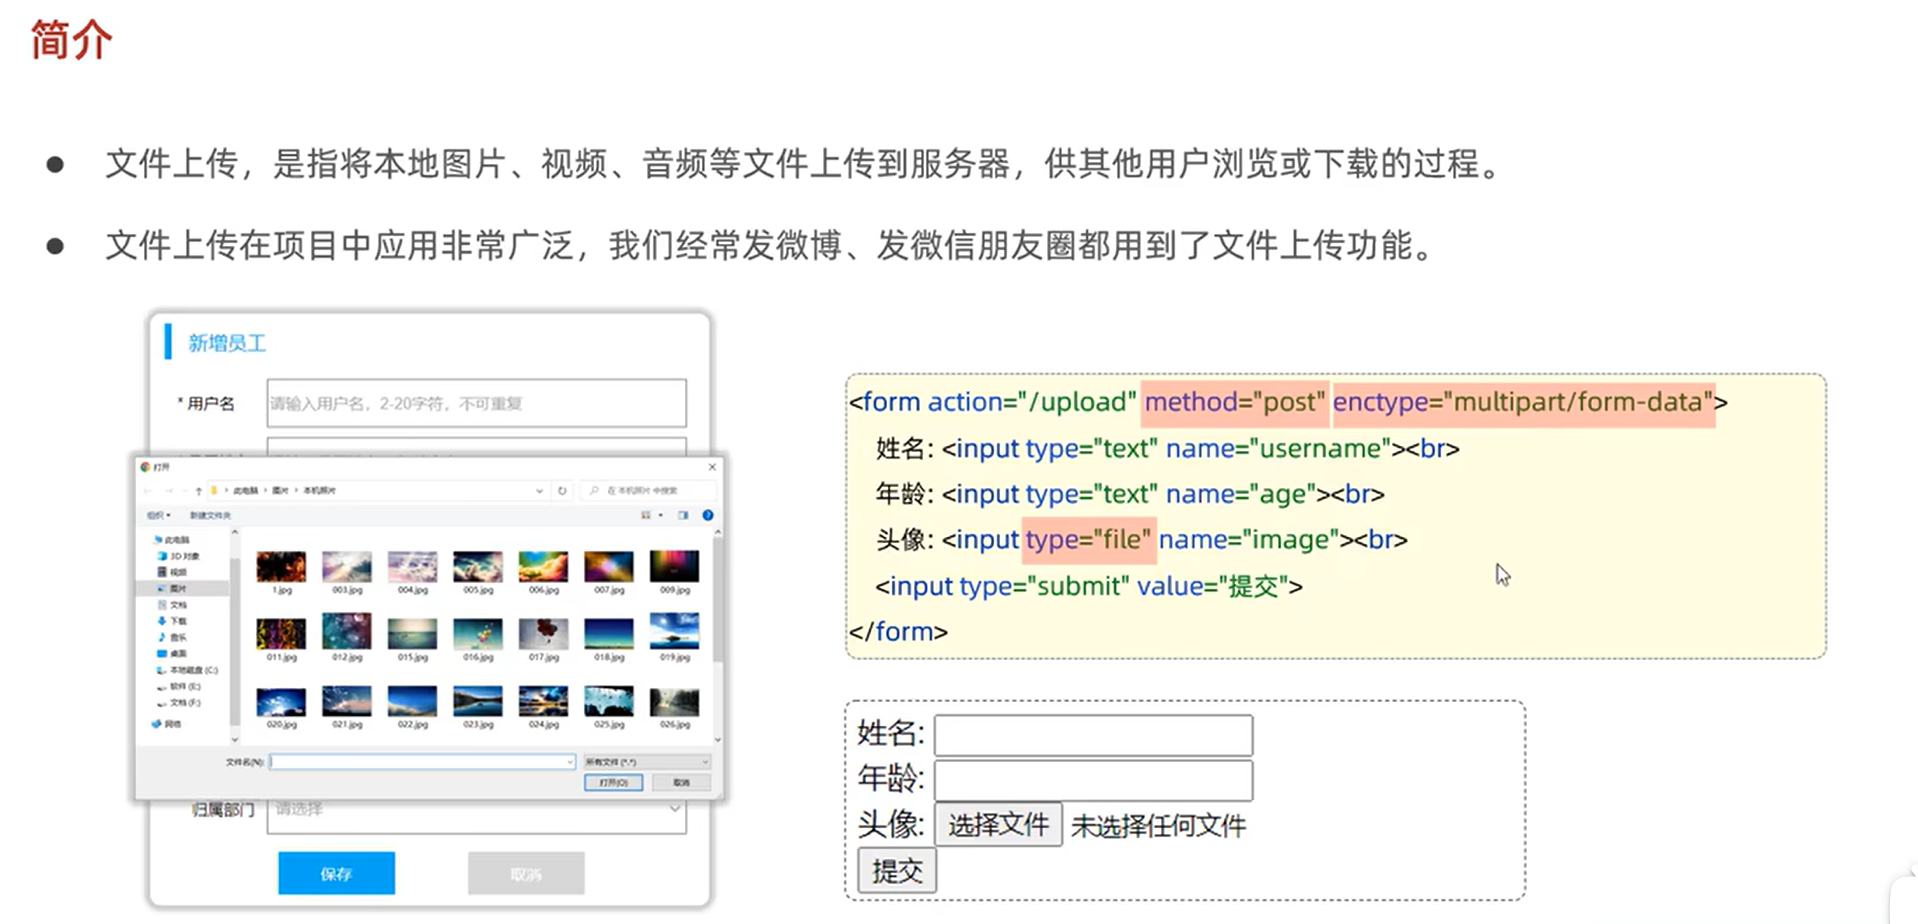 简介
● 文件上传，是指将本地图片、视频、音频等文件上传到服务器，供其他用户浏览或下载的过程。
● 文件上传在项目中应用非常广泛，我们经常发微博、发微信朋友圈都用到了文件上传功能。
新增员工
* 用户名 请输入用户名，2-20字符，不可重复
打开
此电脑 › 图片 › 本机照片
在 本机照片 中搜索
组织 新建文件夹
此电脑
3D 对象
视频
图片
文档
下载
音乐
桌面
本地磁盘 (C:)
软件 (E:)
文档 (F:)
网络
1.jpg 003.jpg 004.jpg 005.jpg 006.jpg 007.jpg 009.jpg
011.jpg 012.jpg 015.jpg 016.jpg 017.jpg 018.jpg 019.jpg
020.jpg 021.jpg 022.jpg 023.jpg 024.jpg 025.jpg 026.jpg
文件名(N): 所有文件 (*.*)
打开(O) 取消
归属部门 请选择
保存 取消
<form action="/upload" method="post" enctype="multipart/form-data">
姓名: <input type="text" name="username"><br>
年龄: <input type="text" name="age"><br>
头像: <input type="file" name="image"><br>
<input type="submit" value="提交">
</form>
姓名:
年龄:
头像: 选择文件 未选择任何文件
提交